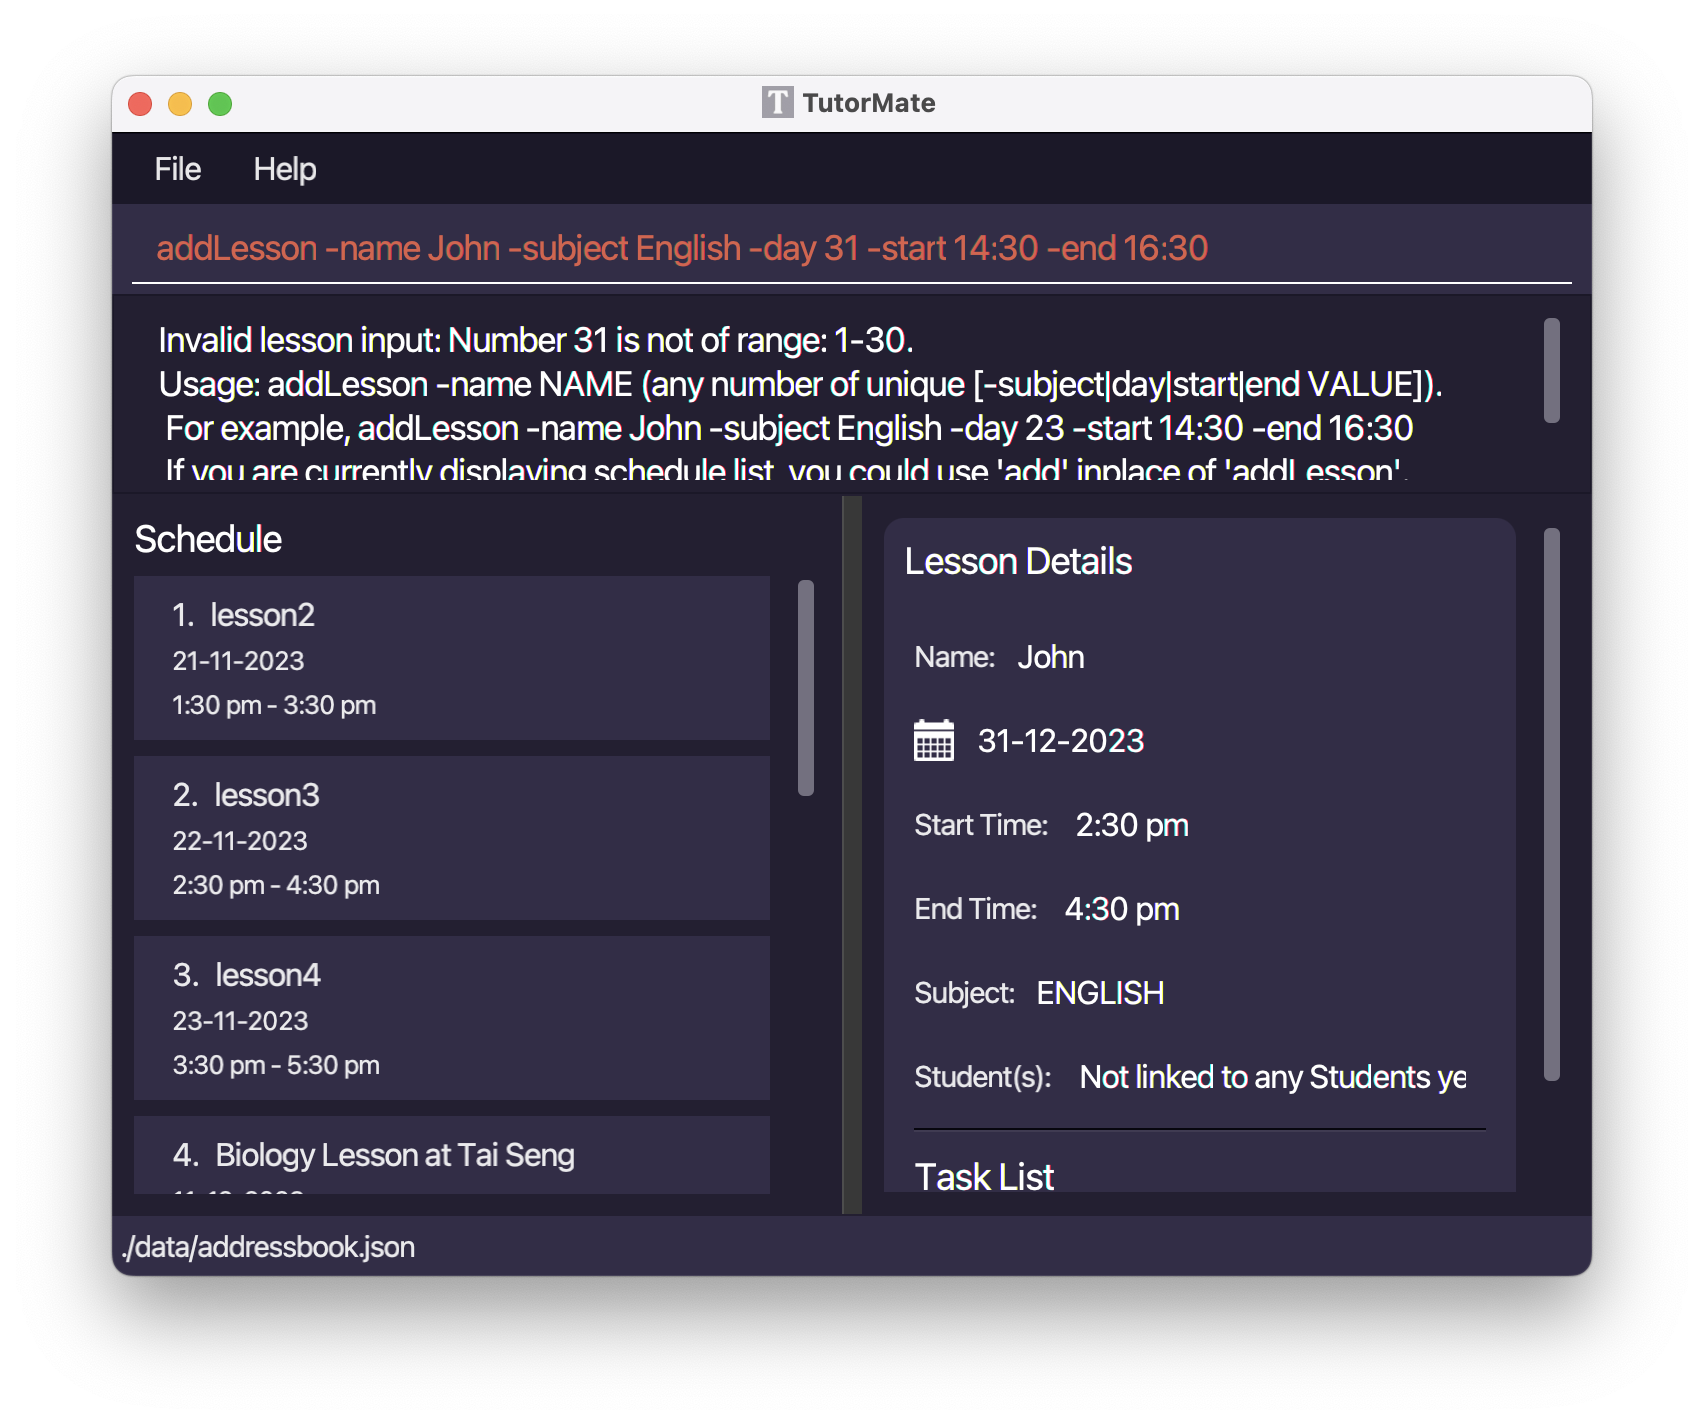 TutorMate
File Help
addLesson -name John -subject English -day 31 -start 14:30 -end 16:30
Invalid lesson input: Number 31 is not of range: 1-30.
Usage: addLesson -name NAME (any number of unique [-subject|day|start|end VALUE]).
For example, addLesson -name John -subject English -day 23 -start 14:30 -end 16:30
If you are currently displaying schedule list, you could use 'add' inplace of 'addLesson'.
Schedule
1. lesson2
21-11-2023
1:30 pm - 3:30 pm
2. lesson3
22-11-2023
2:30 pm - 4:30 pm
3. lesson4
23-11-2023
3:30 pm - 5:30 pm
4. Biology Lesson at Tai Seng
Lesson Details
Name: John
31-12-2023
Start Time: 2:30 pm
End Time: 4:30 pm
Subject: ENGLISH
Student(s): Not linked to any Students ye
Task List
./data/addressbook.json